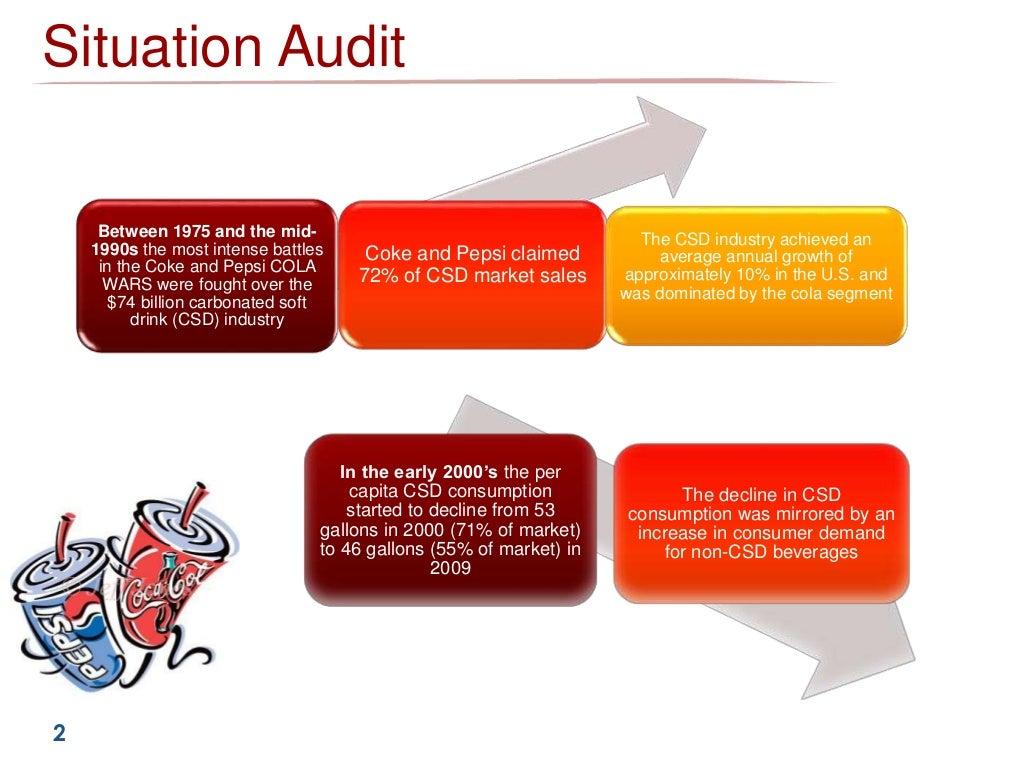 Situation Audit
Between 1975 and the mid-
1990s the most intense battles
in the Coke and Pepsi COLA
WARS were fought over the
$74 billion carbonated soft
drink (CSD) industry
Coke and Pepsi claimed
72% of CSD market sales
The CSD industry achieved an
average annual growth of
approximately 10% in the U.S. and
was dominated by the cola segment
In the early 2000’s the per
capita CSD consumption
started to decline from 53
gallons in 2000 (71% of market)
to 46 gallons (55% of market) in
2009
The decline in CSD
consumption was mirrored by an
increase in consumer demand
for non-CSD beverages
Coca-Cola
PEPSI
2